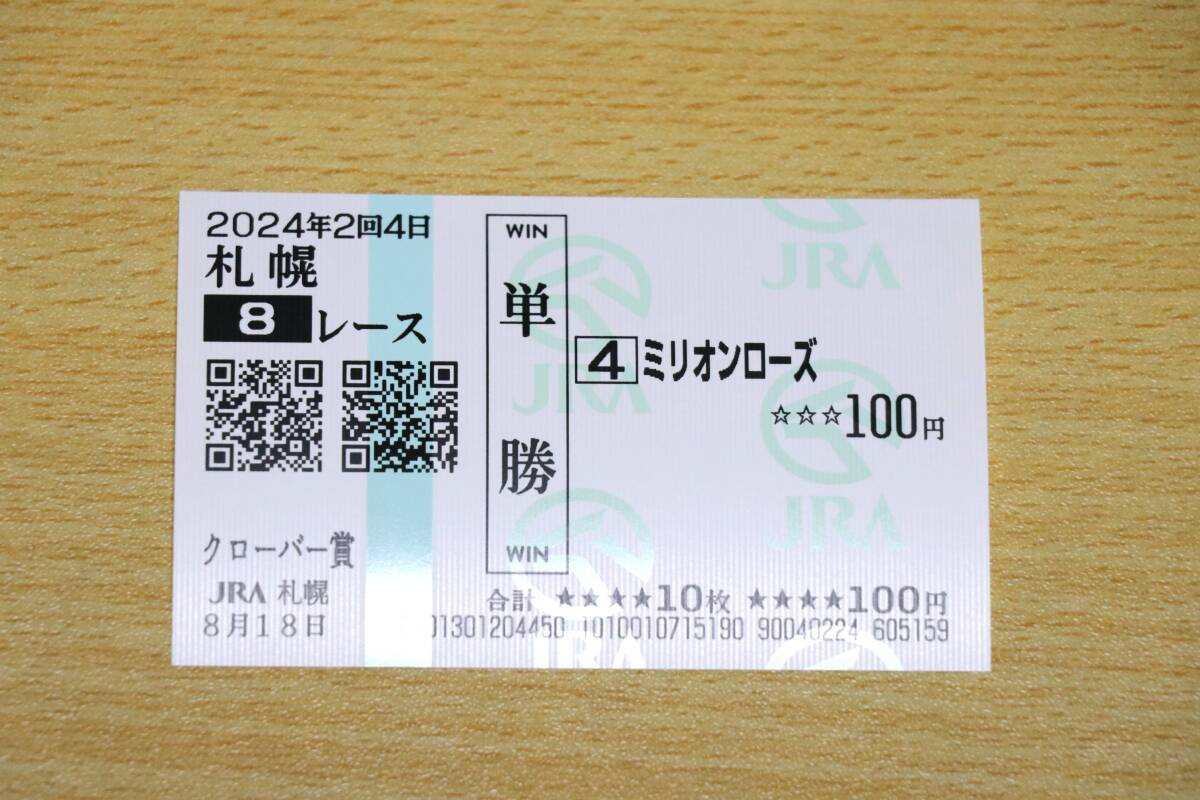 2024年2回4日
札幌
8レース
クローバー賞
JRA 札幌
8月18日
WIN
単勝
WIN
4 ミリオンローズ
☆☆☆100円
合計 ★★★★10枚 ★★★★100円
01301204450 1010010715190 90040224 605159
JRA
JRA
JRA
JRA
JRA